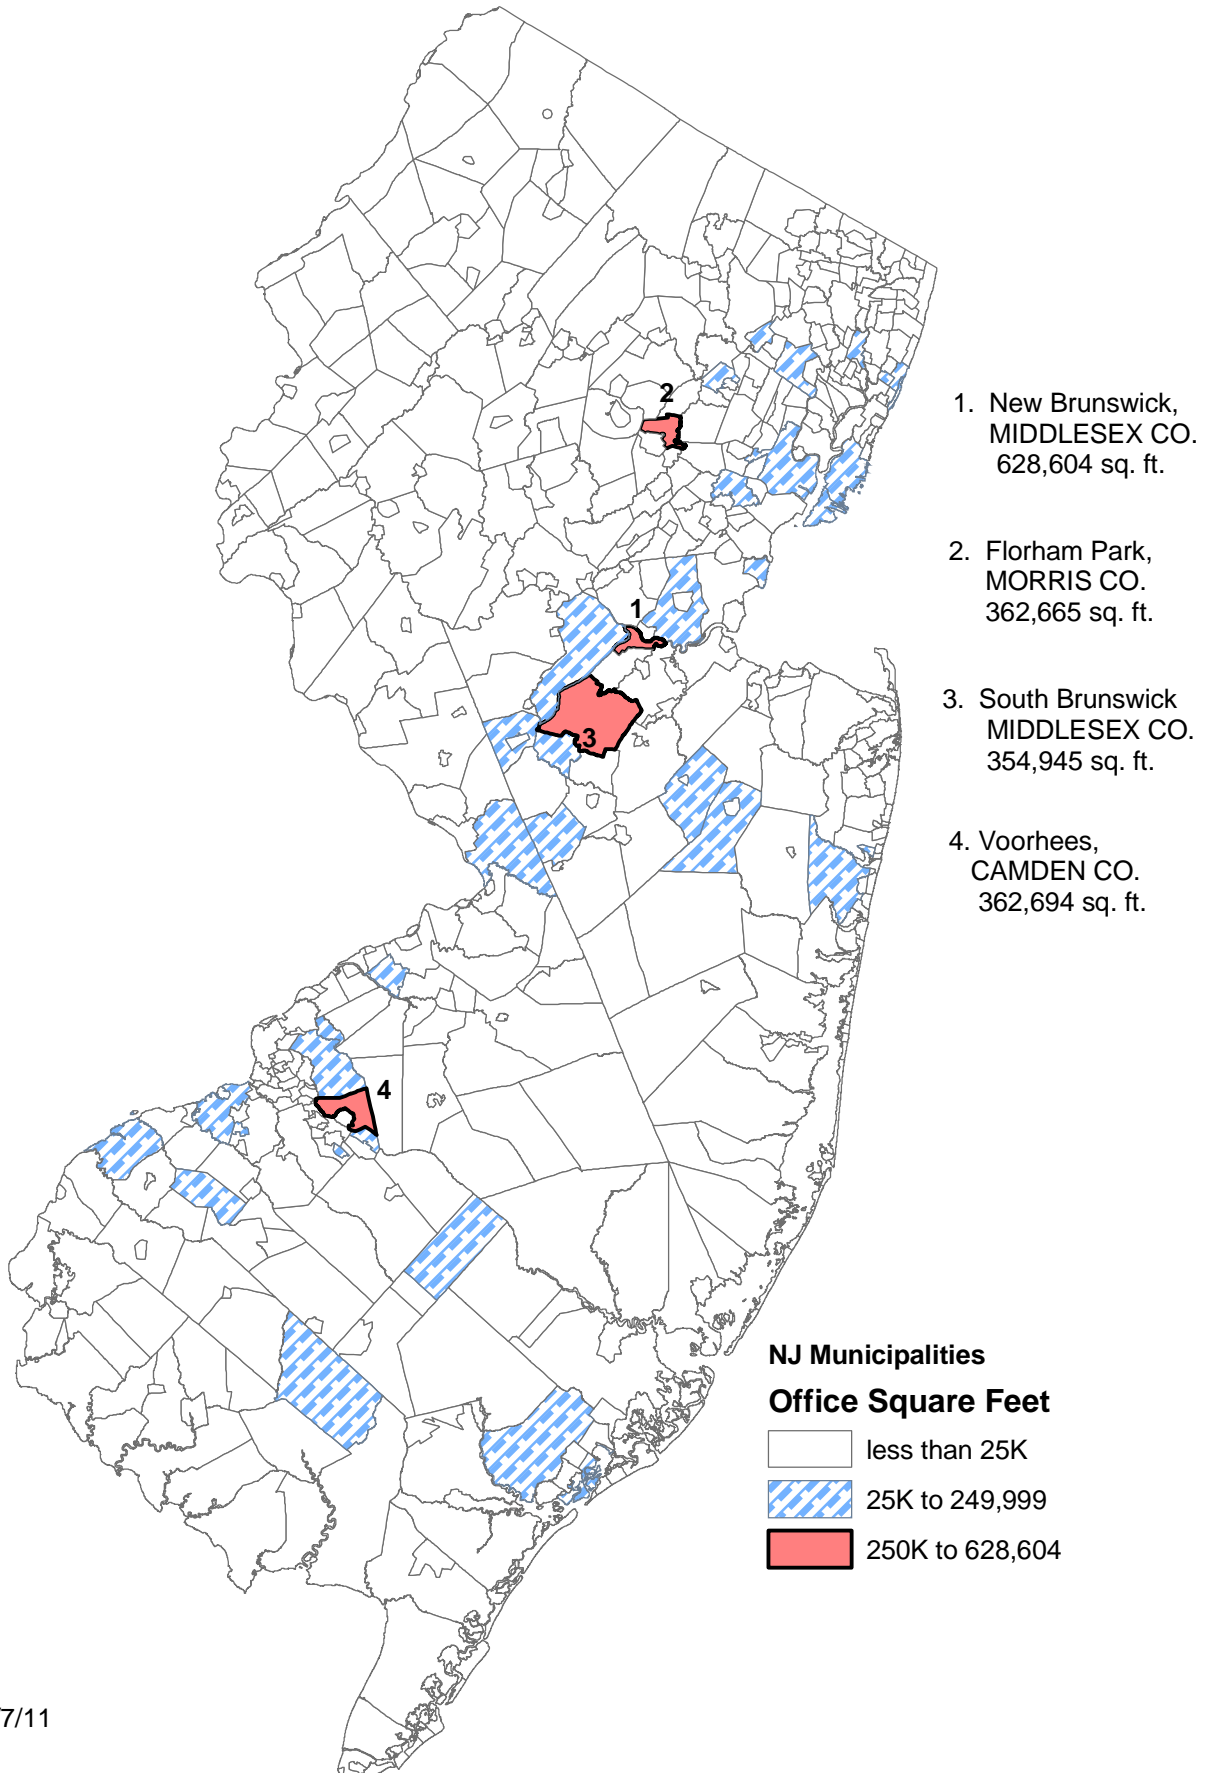 2
1
3
4
1. New Brunswick,
MIDDLESEX CO.
628,604 sq. ft.
2. Florham Park,
MORRIS CO.
362,665 sq. ft.
3. South Brunswick
MIDDLESEX CO.
354,945 sq. ft.
4. Voorhees,
CAMDEN CO.
362,694 sq. ft.
NJ Municipalities
Office Square Feet
less than 25K
25K to 249,999
250K to 628,604
7/11